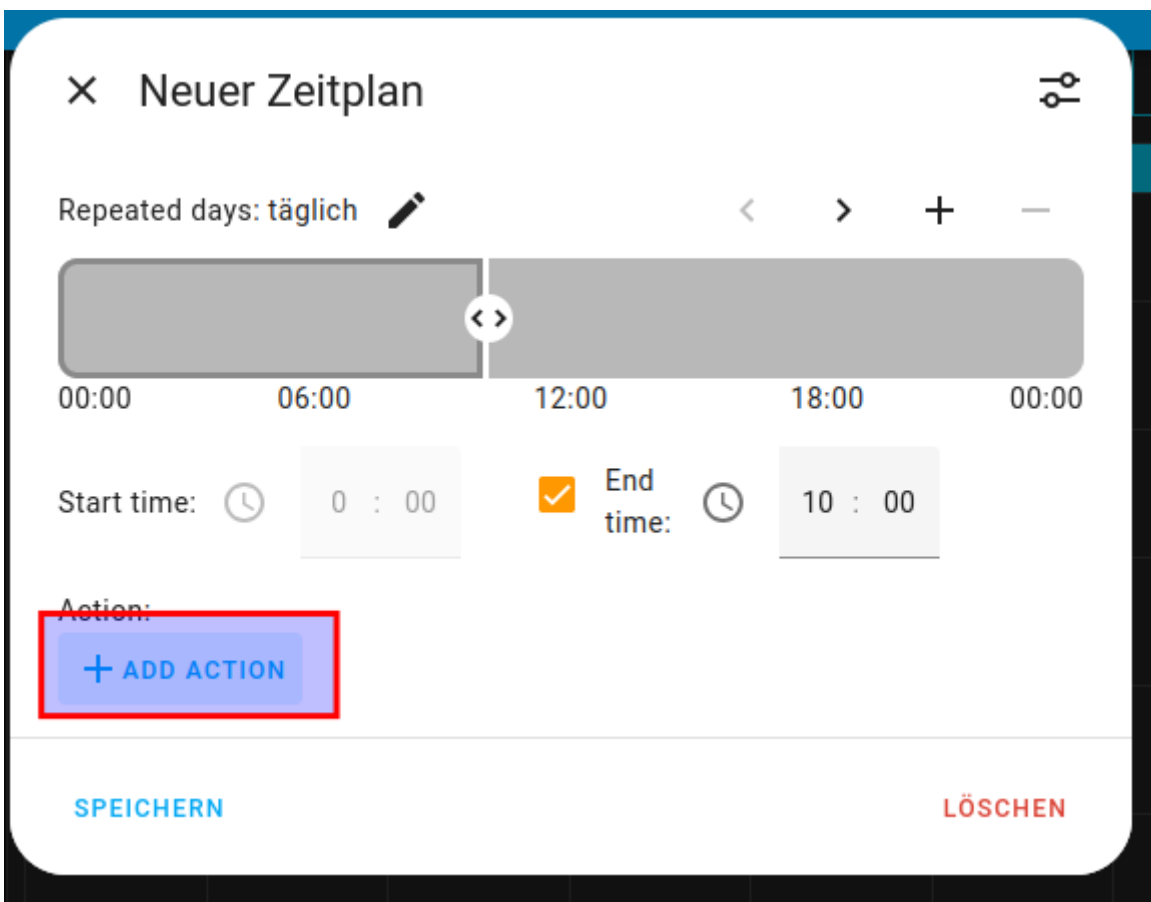 Neuer Zeitplan
Repeated days: täglich
00:00 06:00 12:00 18:00 00:00
Start time: 0 : 00 End time: 10 : 00
Action:
ADD ACTION
SPEICHERN LÖSCHEN